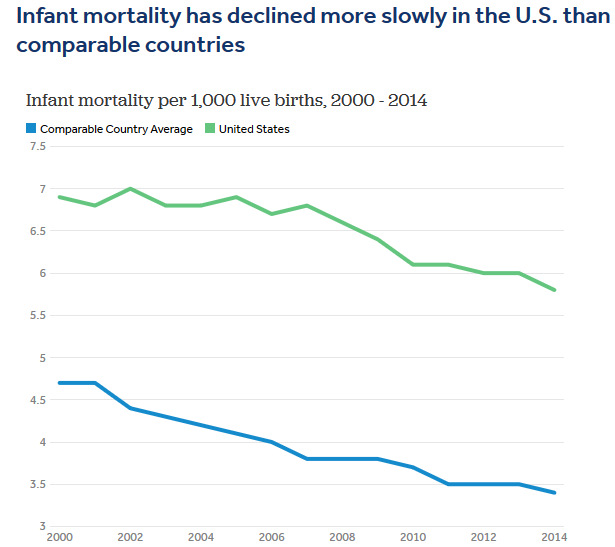 Infant mortality has declined more slowly in the U.S. than
comparable countries
Infant mortality per 1,000 live births, 2000 - 2014
Comparable Country Average United States
7.5
7
6.5
6
5.5
5
4.5
4
3.5
3
2000 2002 2004 2006 2008 2010 2012 2014